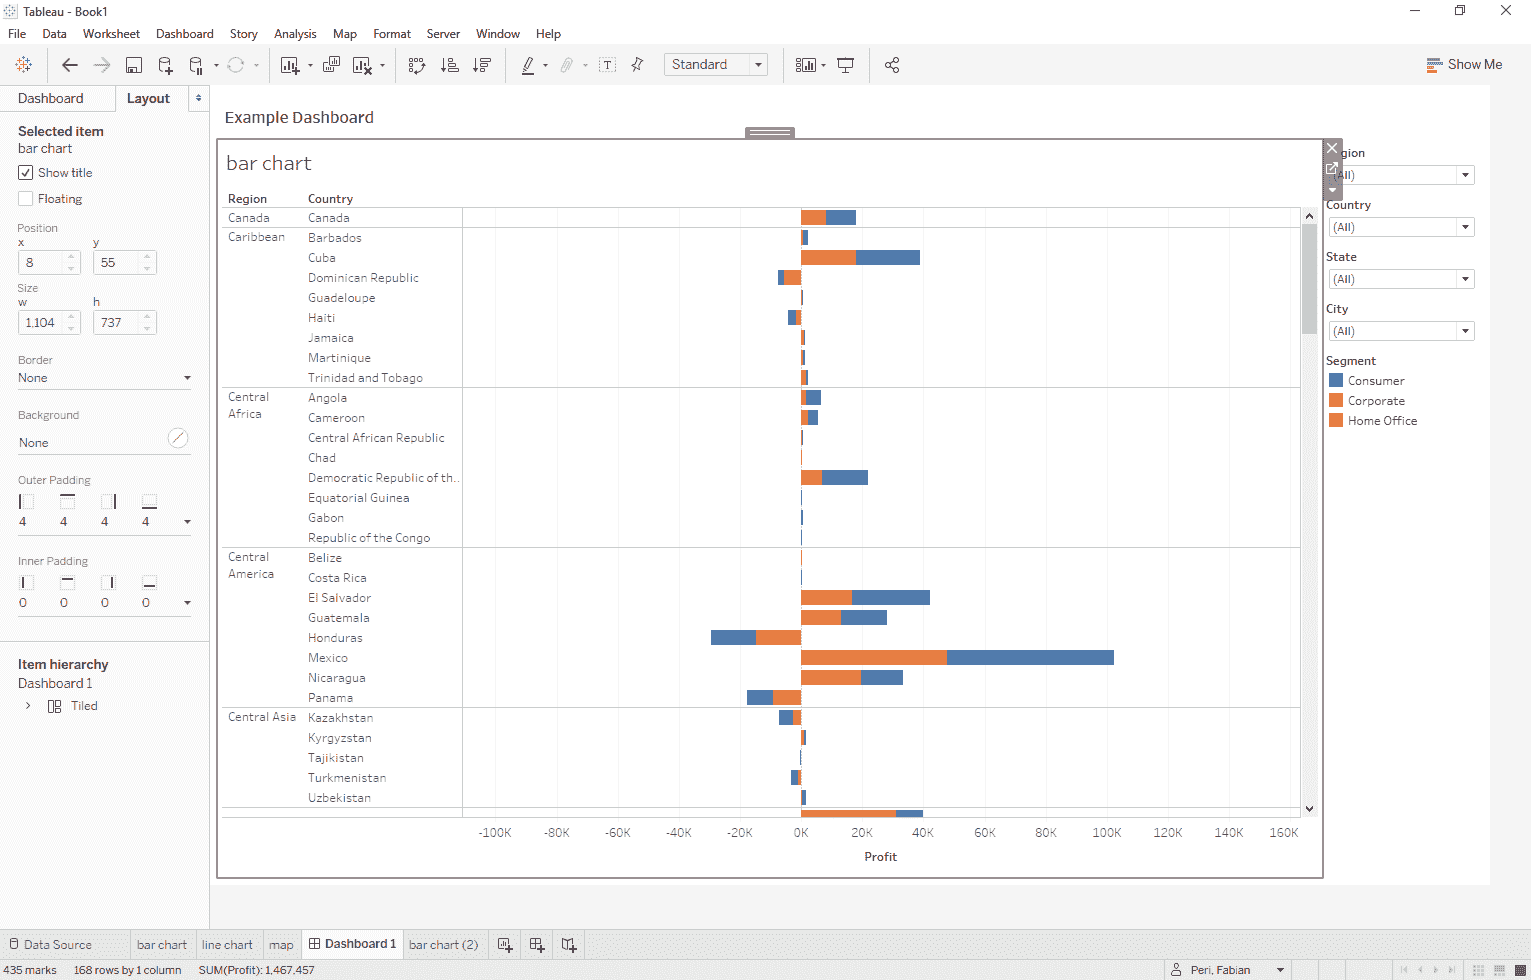 Tableau - Book1
File Data Worksheet Dashboard Story Analysis Map Format Server Window Help
Standard
Show Me
Dashboard Layout
Selected item
bar chart
Show title
Floating
Position
x y
8 55
Size
w h
1,104 737
Border
None
Background
None
Outer Padding
4 4 4 4
Inner Padding
0 0 0 0
Item hierarchy
Dashboard 1
Tiled
Example Dashboard
bar chart
Region Country
Canada Canada
Caribbean Barbados
Cuba
Dominican Republic
Guadeloupe
Haiti
Jamaica
Martinique
Trinidad and Tobago
Central Africa Angola
Cameroon
Central African Republic
Chad
Democratic Republic of th..
Equatorial Guinea
Gabon
Republic of the Congo
Central America Belize
Costa Rica
El Salvador
Guatemala
Honduras
Mexico
Nicaragua
Panama
Central Asia Kazakhstan
Kyrgyzstan
Tajikistan
Turkmenistan
Uzbekistan
-100K -80K -60K -40K -20K 0K 20K 40K 60K 80K 100K 120K 140K 160K
Profit
gion
(All)
Country
(All)
State
(All)
City
(All)
Segment
Consumer
Corporate
Home Office
Data Source bar chart line chart map Dashboard 1 bar chart (2)
435 marks 168 rows by 1 column SUM(Profit): 1,467,457
Peri, Fabian